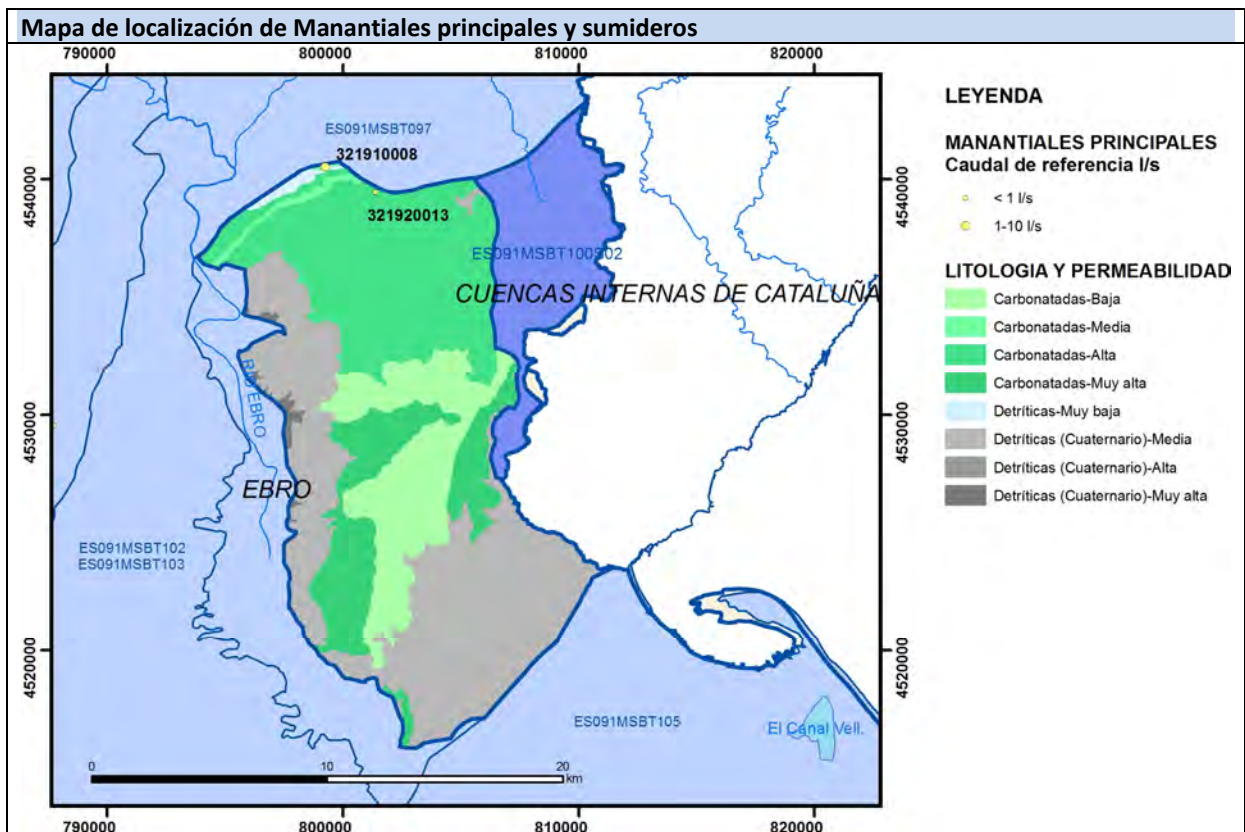 Mapa de localización de Manantiales principales y sumideros
790000 800000 810000 820000
4540000
4530000
4520000
4540000
4530000
4520000
ES091MSBT097
321910008
321920013
ES091MSBT100S02
CUENCAS INTERNAS DE CATALUÑA
RIO EBRO
EBRO
ES091MSBT102
ES091MSBT103
ES091MSBT105
El Canal Vell.
0 10 20
km
790000 800000 810000 820000
LEYENDA
MANANTIALES PRINCIPALES
Caudal de referencia l/s
< 1 l/s
1-10 l/s
LITOLOGIA Y PERMEABILIDAD
Carbonatadas-Baja
Carbonatadas-Media
Carbonatadas-Alta
Carbonatadas-Muy alta
Detríticas-Muy baja
Detríticas (Cuaternario)-Media
Detríticas (Cuaternario)-Alta
Detríticas (Cuaternario)-Muy alta